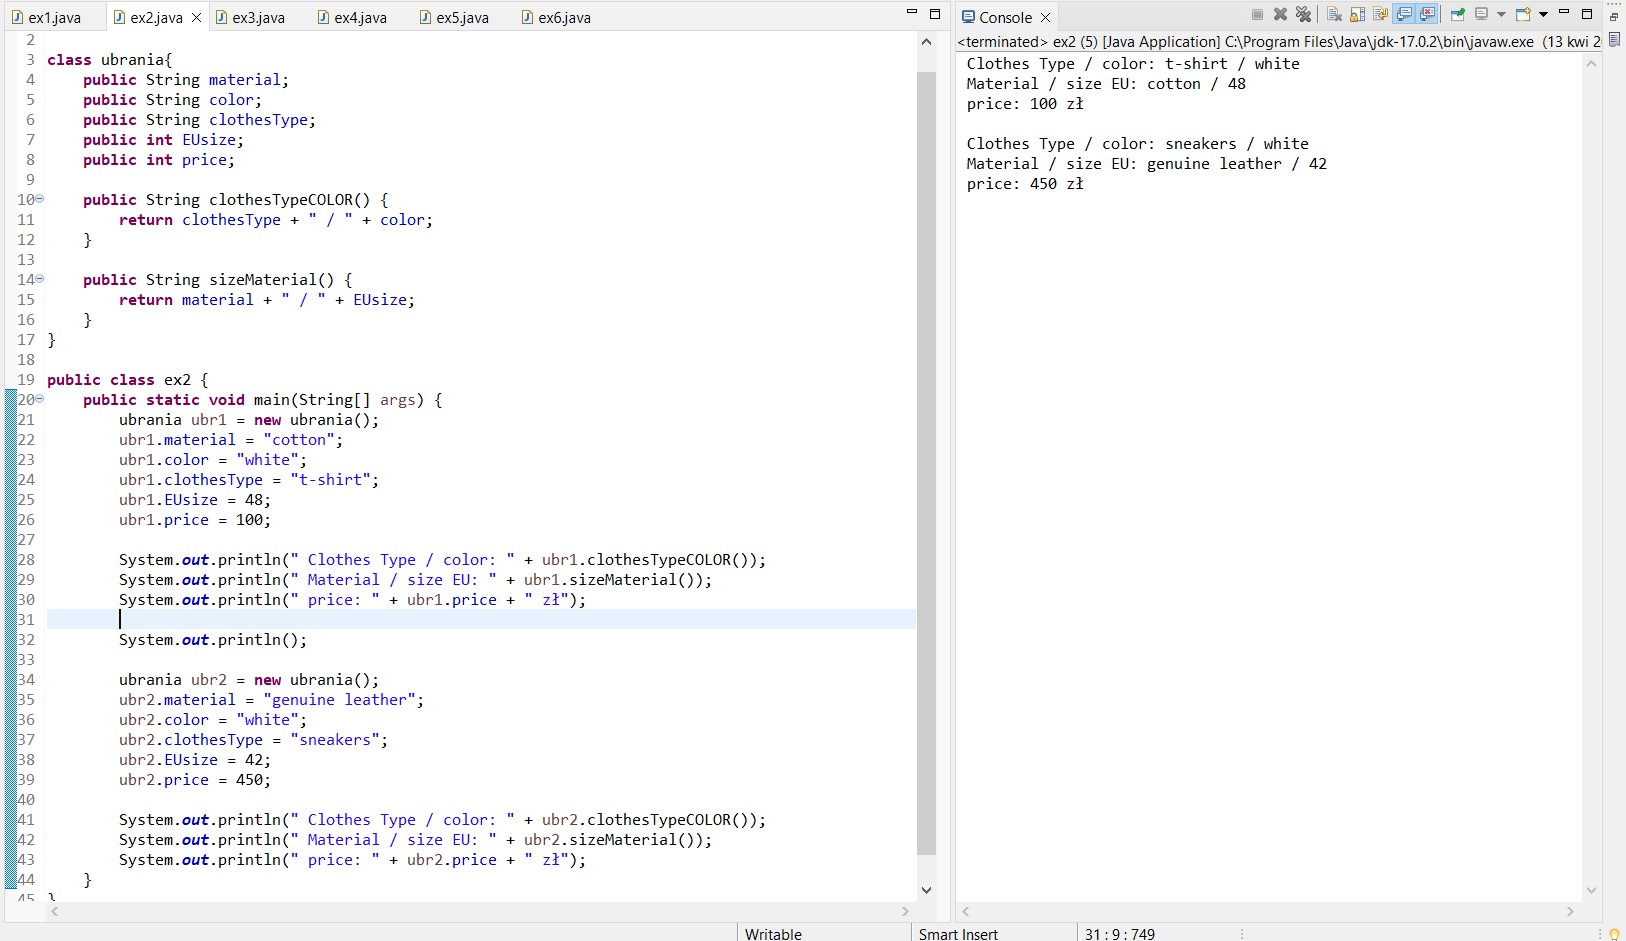 ex1.java ex2.java ex3.java ex4.java ex5.java ex6.java
2
3 class ubrania{
4 public String material;
5 public String color;
6 public String clothesType;
7 public int EUsize;
8 public int price;
9
10 public String clothesTypeCOLOR() {
11 return clothesType + " / " + color;
12 }
13
14 public String sizeMaterial() {
15 return material + " / " + EUsize;
16 }
17 }
18
19 public class ex2 {
20 public static void main(String[] args) {
21 ubrania ubr1 = new ubrania();
22 ubr1.material = "cotton";
23 ubr1.color = "white";
24 ubr1.clothesType = "t-shirt";
25 ubr1.EUsize = 48;
26 ubr1.price = 100;
27
28 System.out.println(" Clothes Type / color: " + ubr1.clothesTypeCOLOR());
29 System.out.println(" Material / size EU: " + ubr1.sizeMaterial());
30 System.out.println(" price: " + ubr1.price + " zł");
31
32 System.out.println();
33
34 ubrania ubr2 = new ubrania();
35 ubr2.material = "genuine leather";
36 ubr2.color = "white";
37 ubr2.clothesType = "sneakers";
38 ubr2.EUsize = 42;
39 ubr2.price = 450;
40
41 System.out.println(" Clothes Type / color: " + ubr2.clothesTypeCOLOR());
42 System.out.println(" Material / size EU: " + ubr2.sizeMaterial());
43 System.out.println(" price: " + ubr2.price + " zł");
44 }
45 }
Console
<terminated> ex2 (5) [Java Application] C:\Program Files\Java\jdk-17.0.2\bin\javaw.exe (13 kwi 2
Clothes Type / color: t-shirt / white
Material / size EU: cotton / 48
price: 100 zł
Clothes Type / color: sneakers / white
Material / size EU: genuine leather / 42
price: 450 zł
Writable Smart Insert 31 : 9 : 749